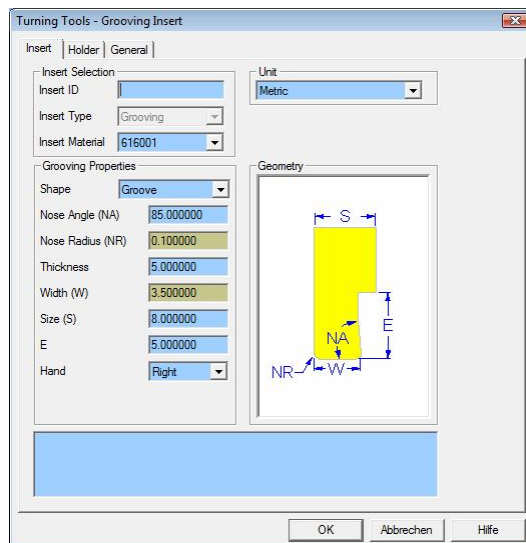 Turning Tools - Grooving Insert
Insert Holder General
Insert Selection
Insert ID
Insert Type Grooving
Insert Material 616001
Unit
Metric
Grooving Properties
Shape Groove
Nose Angle (NA) 85.000000
Nose Radius (NR) 0.100000
Thickness 5.000000
Width (W) 3.500000
Size (S) 8.000000
E 5.000000
Hand Right
Geometry
S
E
NA
NR W
OK Abbrechen Hilfe